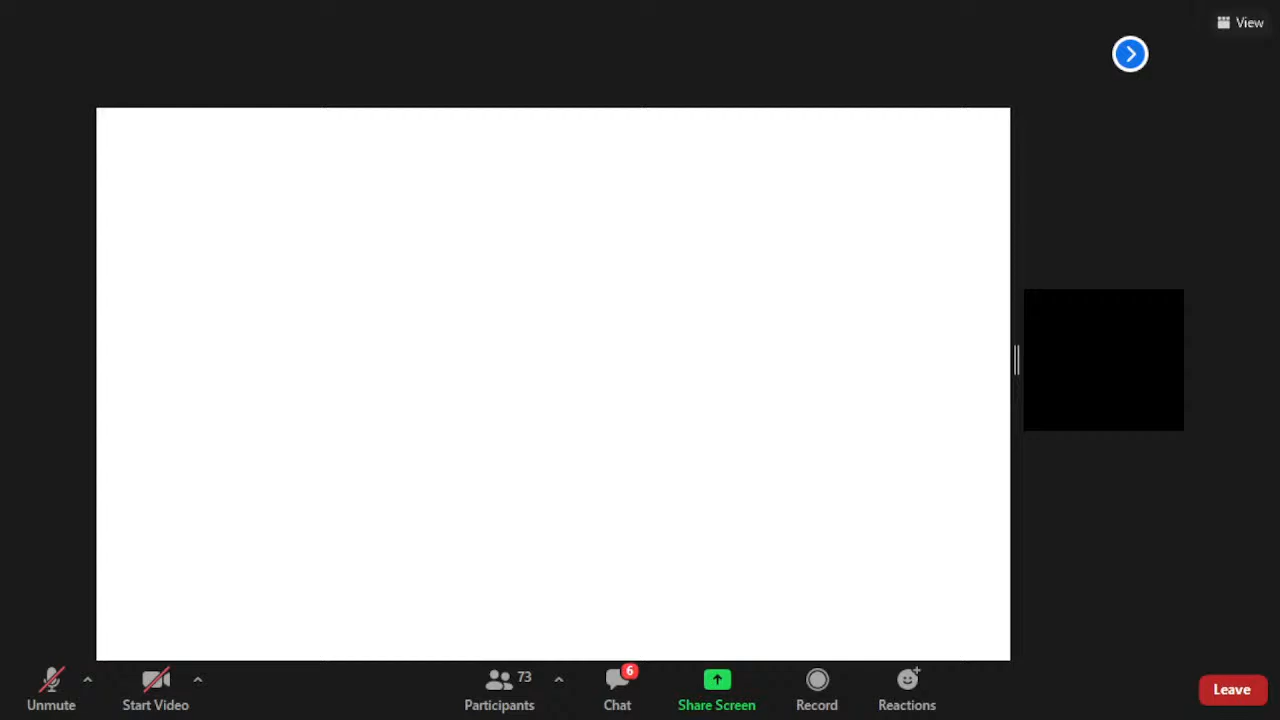 View
73
6
Unmute
Start Video
Participants
Chat
Share Screen
Record
Reactions
Leave